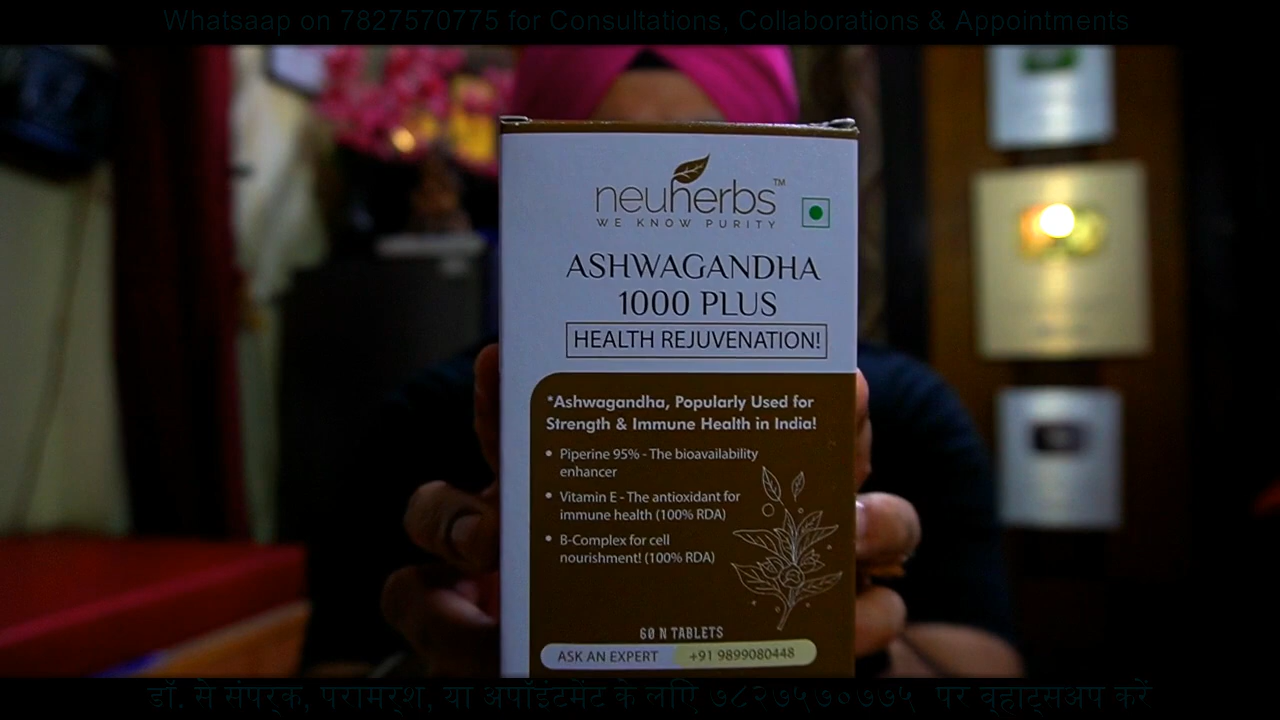 Whatsaap on 7827570775 for Consultations, Collaborations & Appointments
neuherbs™
WE KNOW PURITY
ASHWAGANDHA
1000 PLUS
HEALTH REJUVENATION!
*Ashwagandha, Popularly Used for
Strength & Immune Health in India!
• Piperine 95% - The bioavailability
enhancer
• Vitamin E - The antioxidant for
immune health (100% RDA)
• B-Complex for cell
nourishment! (100% RDA)
60 N TABLETS
ASK AN EXPERT +91 9899080448
डॉ. से संपर्क, परामर्श, या अपॉइंटमेंट के लिए ७८२७५७०७७५ पर व्हाट्सअप करें